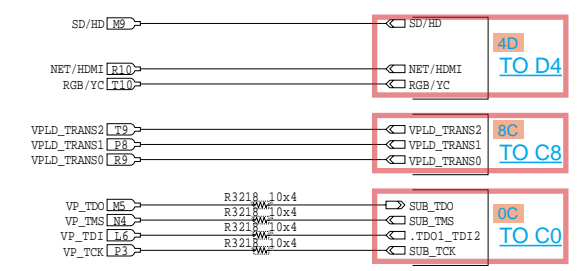 SD/HD M9 SD/HD
4D
NET/HDMI R10 NET/HDMI TO D4
RGB/YC T10 RGB/YC
VPLD_TRANS2 T9 VPLD_TRANS2 8C
VPLD_TRANS1 P8 VPLD_TRANS1
VPLD_TRANS0 R9 VPLD_TRANS0 TO C8
R3218 10x4
VP_TDO M5 SUB_TDO
R3218 10x4
VP_TMS N4 SUB_TMS 0C
R3218 10x4
VP_TDI L6 .TDO1_TDI2 TO C0
R3218 10x4
VP_TCK P3 SUB_TCK